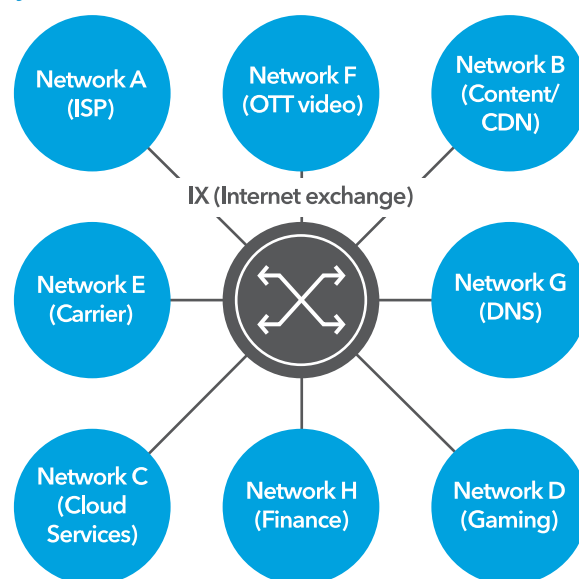 Network A
(ISP)
Network F
(OTT video)
Network B
(Content/
CDN)
IX (Internet exchange)
Network E
(Carrier)
Network G
(DNS)
Network C
(Cloud
Services)
Network H
(Finance)
Network D
(Gaming)